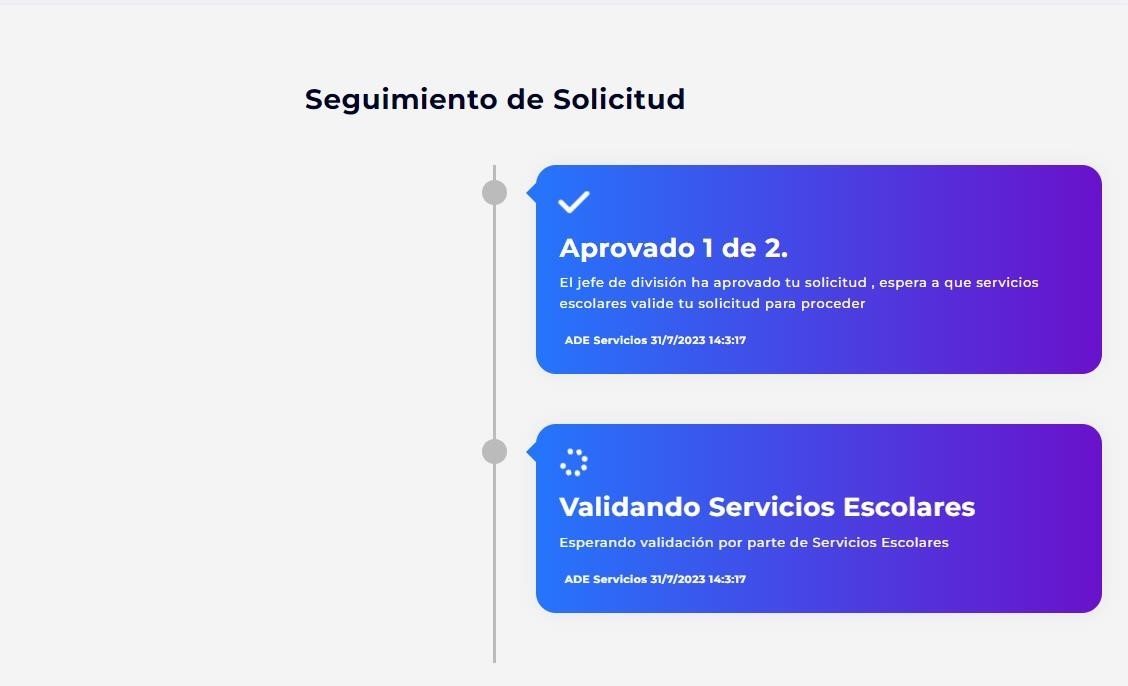 Seguimiento de Solicitud
Aprovado 1 de 2.
El jefe de división ha aprovado tu solicitud , espera a que servicios
escolares valide tu solicitud para proceder
ADE Servicios 31/7/2023 14:3:17
Validando Servicios Escolares
Esperando validación por parte de Servicios Escolares
ADE Servicios 31/7/2023 14:3:17